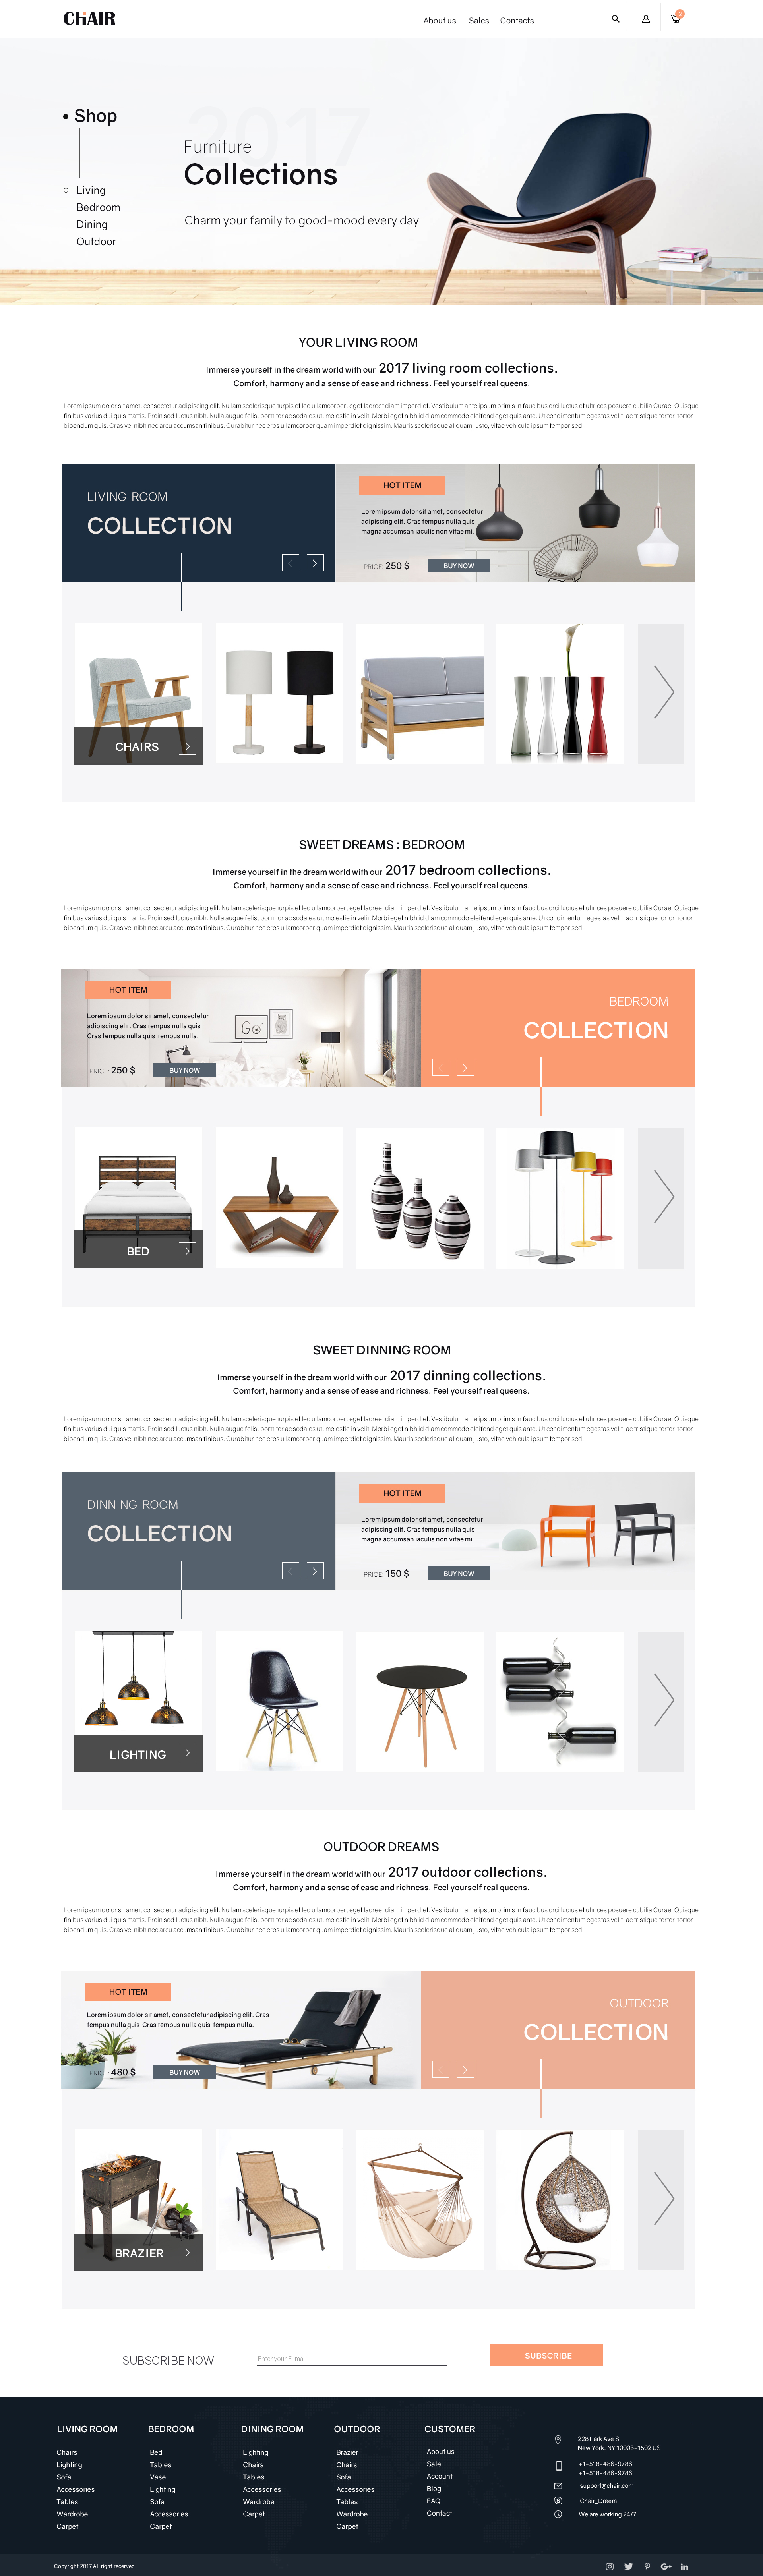 CHAIR
About us Sales Contacts
2
2017
Shop
Living
Bedroom
Dining
Outdoor
Furniture
Collections
Charm your family to good-mood every day
YOUR LIVING ROOM
Immerse yourself in the dream world with our 2017 living room collections.
Comfort, harmony and a sense of ease and richness. Feel yourself real queens.
Lorem ipsum dolor sit amet, consectetur adipiscing elit. Nullam scelerisque turpis et leo ullamcorper, eget laoreet diam imperdiet. Vestibulum ante ipsum primis in faucibus orci luctus et ultrices posuere cubilia Curae; Quisque
finibus varius dui quis mattis. Proin sed luctus nibh. Nulla augue felis, porttitor ac sodales ut, molestie in velit. Morbi eget nibh id diam commodo eleifend eget quis ante. Ut condimentum egestas velit, ac tristique tortor tortor
bibendum quis. Cras vel nibh nec arcu accumsan finibus. Curabitur nec eros ullamcorper quam imperdiet dignissim. Mauris scelerisque aliquam justo, vitae vehicula ipsum tempor sed.
LIVING ROOM
COLLECTION
HOT ITEM
Lorem ipsum dolor sit amet, consectetur
adipiscing elit. Cras tempus nulla quis
magna accumsan iaculis non vitae mi.
PRICE: 250 $
BUY NOW
CHAIRS
SWEET DREAMS : BEDROOM
Immerse yourself in the dream world with our 2017 bedroom collections.
Comfort, harmony and a sense of ease and richness. Feel yourself real queens.
Lorem ipsum dolor sit amet, consectetur adipiscing elit. Nullam scelerisque turpis et leo ullamcorper, eget laoreet diam imperdiet. Vestibulum ante ipsum primis in faucibus orci luctus et ultrices posuere cubilia Curae; Quisque
finibus varius dui quis mattis. Proin sed luctus nibh. Nulla augue felis, porttitor ac sodales ut, molestie in velit. Morbi eget nibh id diam commodo eleifend eget quis ante. Ut condimentum egestas velit, ac tristique tortor tortor
bibendum quis. Cras vel nibh nec arcu accumsan finibus. Curabitur nec eros ullamcorper quam imperdiet dignissim. Mauris scelerisque aliquam justo, vitae vehicula ipsum tempor sed.
HOT ITEM
Lorem ipsum dolor sit amet, consectetur
adipiscing elit. Cras tempus nulla quis
Cras tempus nulla quis tempus nulla.
PRICE: 250 $
BUY NOW
Go
BEDROOM
COLLECTION
BED
SWEET DINNING ROOM
Immerse yourself in the dream world with our 2017 dinning collections.
Comfort, harmony and a sense of ease and richness. Feel yourself real queens.
Lorem ipsum dolor sit amet, consectetur adipiscing elit. Nullam scelerisque turpis et leo ullamcorper, eget laoreet diam imperdiet. Vestibulum ante ipsum primis in faucibus orci luctus et ultrices posuere cubilia Curae; Quisque
finibus varius dui quis mattis. Proin sed luctus nibh. Nulla augue felis, porttitor ac sodales ut, molestie in velit. Morbi eget nibh id diam commodo eleifend eget quis ante. Ut condimentum egestas velit, ac tristique tortor tortor
bibendum quis. Cras vel nibh nec arcu accumsan finibus. Curabitur nec eros ullamcorper quam imperdiet dignissim. Mauris scelerisque aliquam justo, vitae vehicula ipsum tempor sed.
DINNING ROOM
COLLECTION
HOT ITEM
Lorem ipsum dolor sit amet, consectetur
adipiscing elit. Cras tempus nulla quis
magna accumsan iaculis non vitae mi.
PRICE: 150 $
BUY NOW
LIGHTING
OUTDOOR DREAMS
Immerse yourself in the dream world with our 2017 outdoor collections.
Comfort, harmony and a sense of ease and richness. Feel yourself real queens.
Lorem ipsum dolor sit amet, consectetur adipiscing elit. Nullam scelerisque turpis et leo ullamcorper, eget laoreet diam imperdiet. Vestibulum ante ipsum primis in faucibus orci luctus et ultrices posuere cubilia Curae; Quisque
finibus varius dui quis mattis. Proin sed luctus nibh. Nulla augue felis, porttitor ac sodales ut, molestie in velit. Morbi eget nibh id diam commodo eleifend eget quis ante. Ut condimentum egestas velit, ac tristique tortor tortor
bibendum quis. Cras vel nibh nec arcu accumsan finibus. Curabitur nec eros ullamcorper quam imperdiet dignissim. Mauris scelerisque aliquam justo, vitae vehicula ipsum tempor sed.
HOT ITEM
Lorem ipsum dolor sit amet, consectetur adipiscing elit. Cras
tempus nulla quis Cras tempus nulla quis tempus nulla.
PRICE: 480 $
BUY NOW
OUTDOOR
COLLECTION
BRAZIER
SUBSCRIBE NOW
Enter your E-mail
SUBSCRIBE
LIVING ROOM
Chairs
Lighting
Sofa
Accessories
Tables
Wardrobe
Carpet
BEDROOM
Bed
Tables
Vase
Lighting
Sofa
Accessories
Carpet
DINING ROOM
Lighting
Chairs
Tables
Accessories
Wardrobe
Carpet
OUTDOOR
Brazier
Chairs
Sofa
Accessories
Tables
Wardrobe
Carpet
CUSTOMER
About us
Sale
Account
Blog
FAQ
Contact
228 Park Ave S
New York, NY 10003-1502 US
+1-518-486-9786
+1-518-486-9786
support@chair.com
Chair_Dreem
We are working 24/7
Copyright 2017 All right recerved